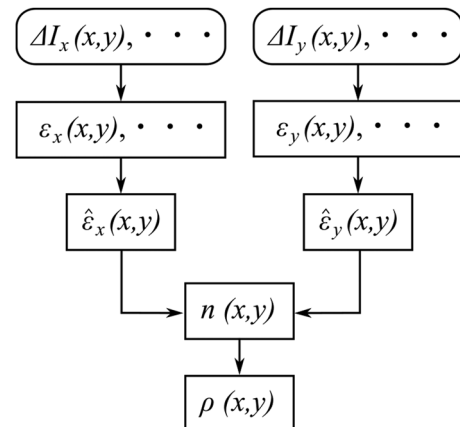 ΔI_x(x,y), · · ·
ΔI_y(x,y), · · ·
ε_x(x,y), · · ·
ε_y(x,y), · · ·
ε̂_x(x,y)
ε̂_y(x,y)
n (x,y)
ρ (x,y)